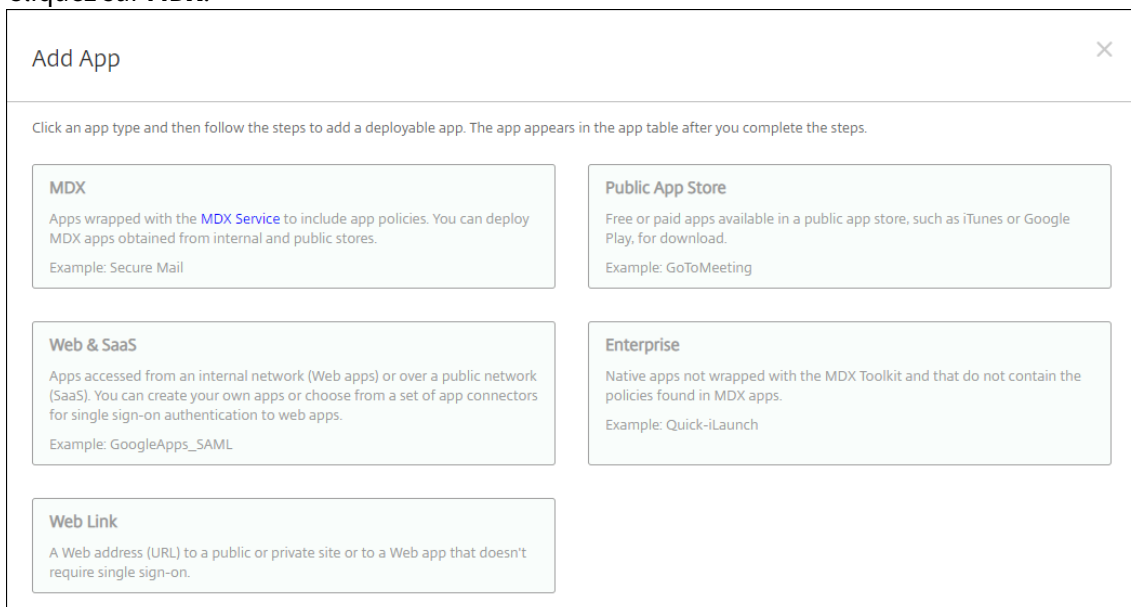 Add App
Click an app type and then follow the steps to add a deployable app. The app appears in the app table after you complete the steps.
MDX
Apps wrapped with the MDX Service to include app policies. You can deploy
MDX apps obtained from internal and public stores.
Example: Secure Mail
Public App Store
Free or paid apps available in a public app store, such as iTunes or Google
Play, for download.
Example: GoToMeeting
Web & SaaS
Apps accessed from an internal network (Web apps) or over a public network
(SaaS). You can create your own apps or choose from a set of app connectors
for single sign-on authentication to web apps.
Example: GoogleApps_SAML
Enterprise
Native apps not wrapped with the MDX Toolkit and that do not contain the
policies found in MDX apps.
Example: Quick-iLaunch
Web Link
A Web address (URL) to a public or private site or to a Web app that doesn't
require single sign-on.